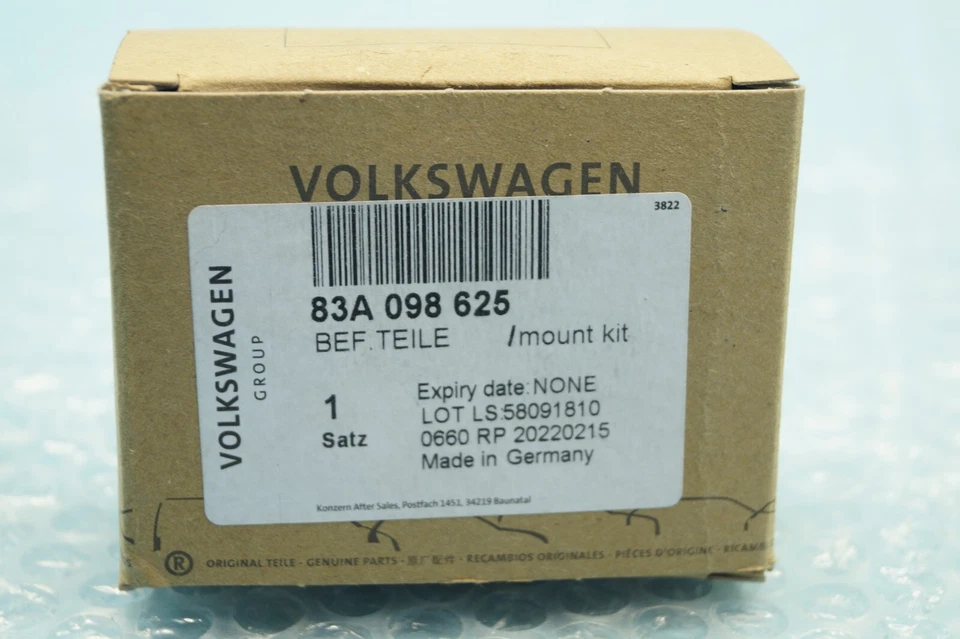 VOLKSWAGEN
3822
VOLKSWAGEN
GROUP
83A 098 625
BEF.TEILE /mount kit
1
Satz
Expiry date:NONE
LOT LS:58091810
0660 RP 20220215
Made in Germany
Konzern After Sales, Postfach 1451, 34219 Baunatal
® ORIGINAL TEILE · GENUINE PARTS · 原厂配件 · RECAMBIOS ORIGINALES · PIÈCES D'ORIGINE · RICAMB